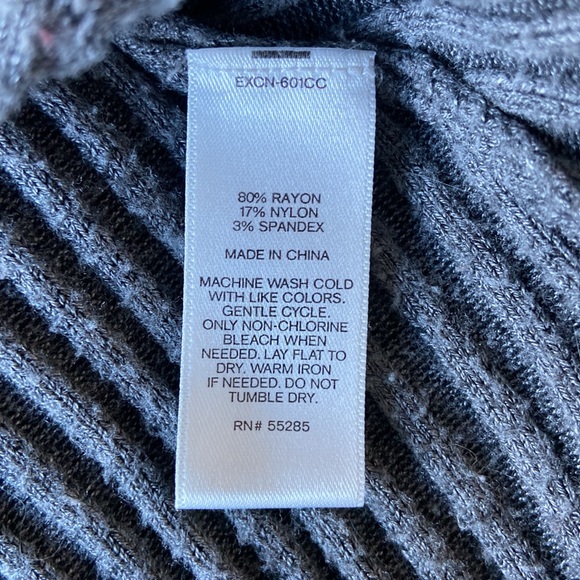 EXCN-601CC
80% RAYON
17% NYLON
3% SPANDEX
MADE IN CHINA
MACHINE WASH COLD
WITH LIKE COLORS.
GENTLE CYCLE.
ONLY NON-CHLORINE
BLEACH WHEN
NEEDED. LAY FLAT TO
DRY. WARM IRON
IF NEEDED. DO NOT
TUMBLE DRY.
RN# 55285